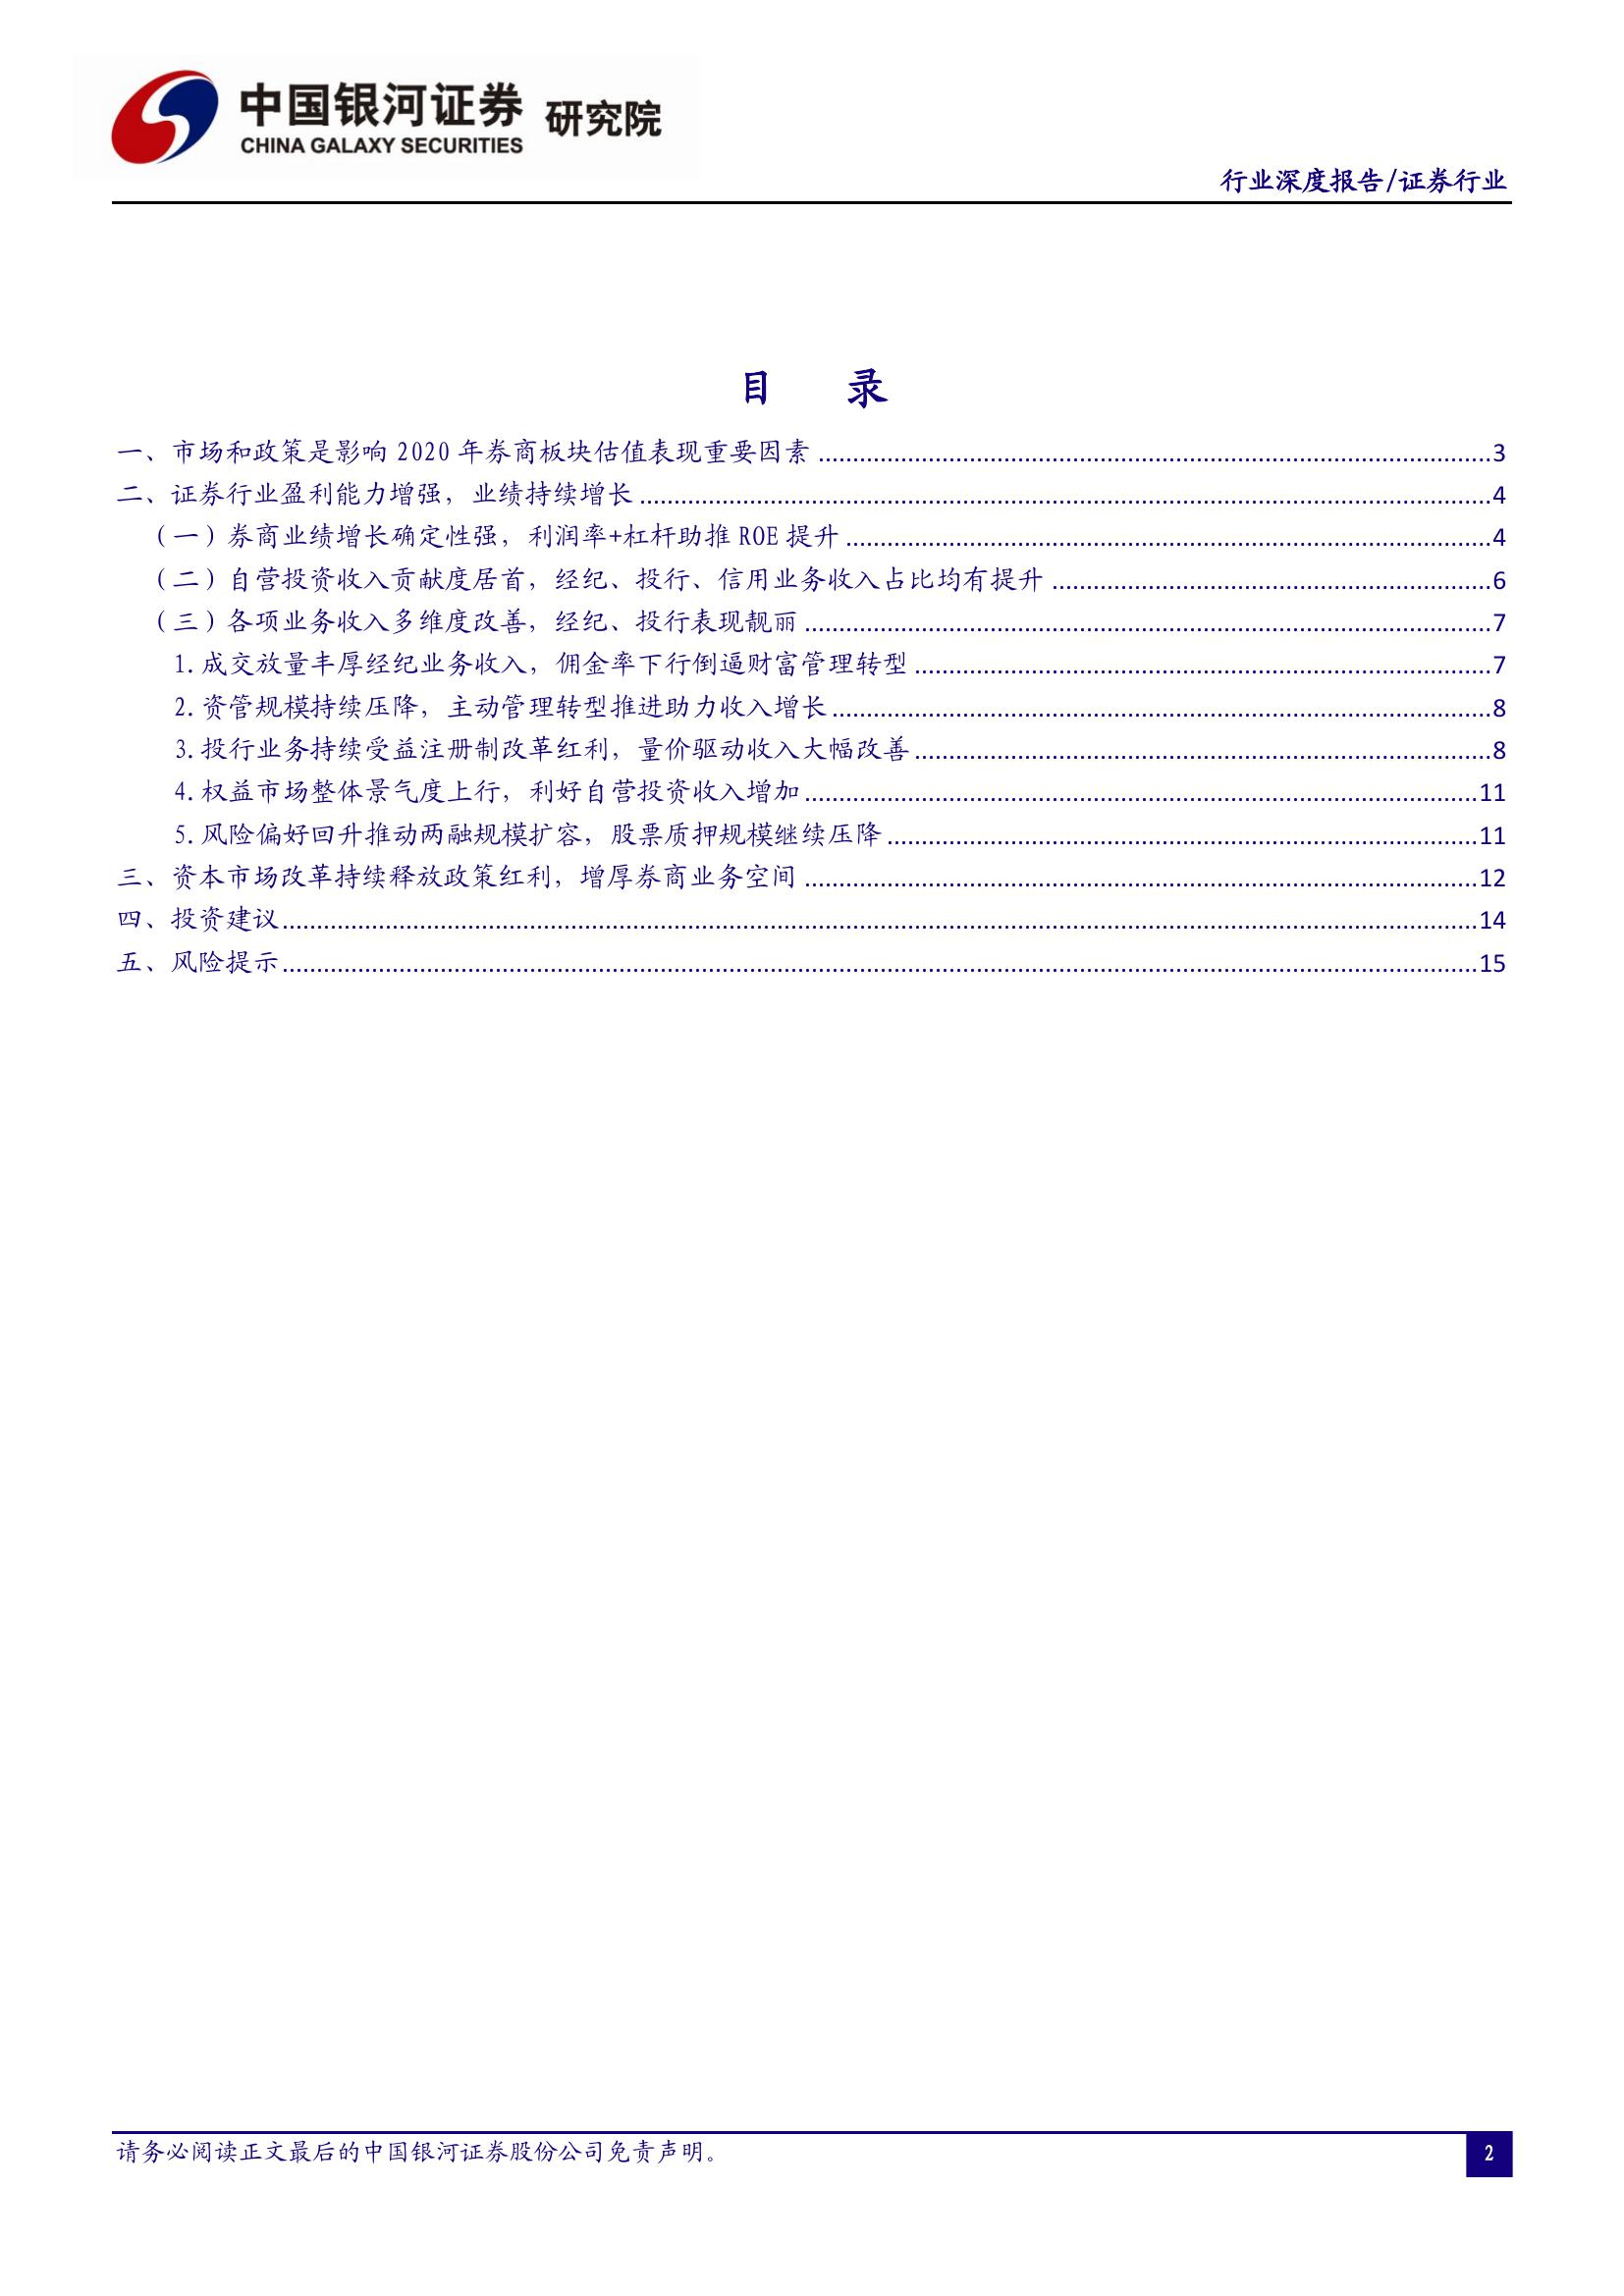 中国银河证券 研究院
CHINA GALAXY SECURITIES
行业深度报告/证券行业
目 录
一、市场和政策是影响 2020 年券商板块估值表现重要因素 ........ 3
二、证券行业盈利能力增强，业绩持续增长 ........ 4
（一）券商业绩增长确定性强，利润率+杠杆助推 ROE 提升 ........ 4
（二）自营投资收入贡献度居首，经纪、投行、信用业务收入占比均有提升 ........ 6
（三）各项业务收入多维度改善，经纪、投行表现靓丽 ........ 7
1.成交放量丰厚经纪业务收入，佣金率下行倒逼财富管理转型 ........ 7
2.资管规模持续压降，主动管理转型推进助力收入增长 ........ 8
3.投行业务持续受益注册制改革红利，量价驱动收入大幅改善 ........ 8
4.权益市场整体景气度上行，利好自营投资收入增加 ........ 11
5.风险偏好回升推动两融规模扩容，股票质押规模继续压降 ........ 11
三、资本市场改革持续释放政策红利，增厚券商业务空间 ........ 12
四、投资建议 ........ 14
五、风险提示 ........ 15
请务必阅读正文最后的中国银河证券股份公司免责声明。
2